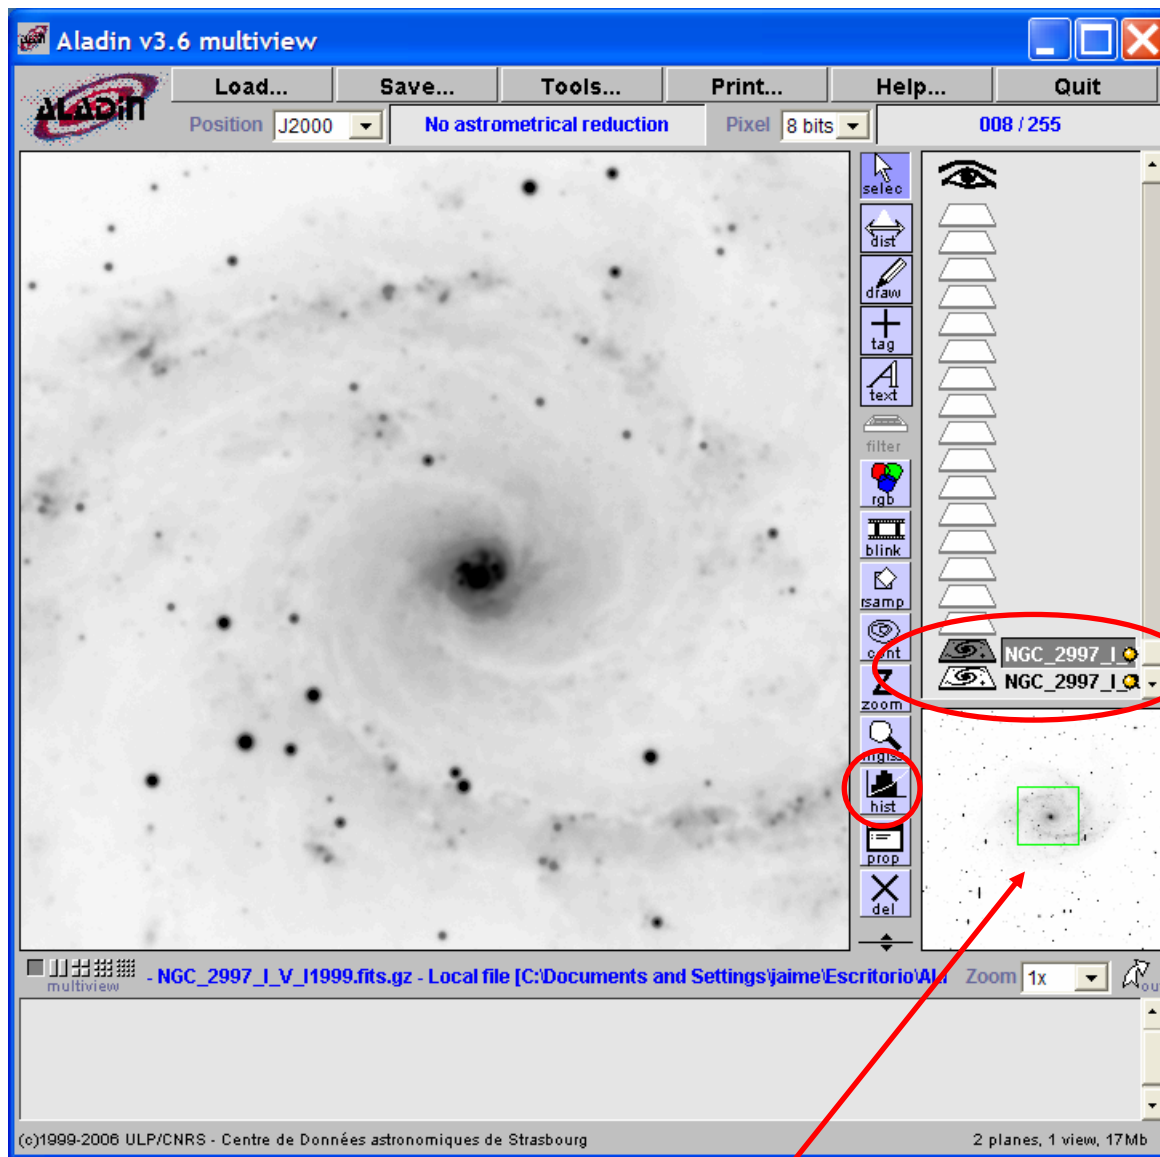 Aladin v3.6 multiview
ALADIN
Load... Save... Tools... Print... Help... Quit
Position J2000 No astrometrical reduction Pixel 8 bits 008 / 255
selec
dist
draw
tag
text
filter
rgb
blink
rsamp
cont
zoom
mglss
hist
prop
del
NGC_2997_I_
NGC_2997_I_
multiview - NGC_2997_I_V_I1999.fits.gz - Local file [C:\Documents and Settings\jaime\Escritorio\ Zoom 1x
(c)1999-2006 ULP/CNRS - Centre de Données astronomiques de Strasbourg 2 planes, 1 view, 17Mb